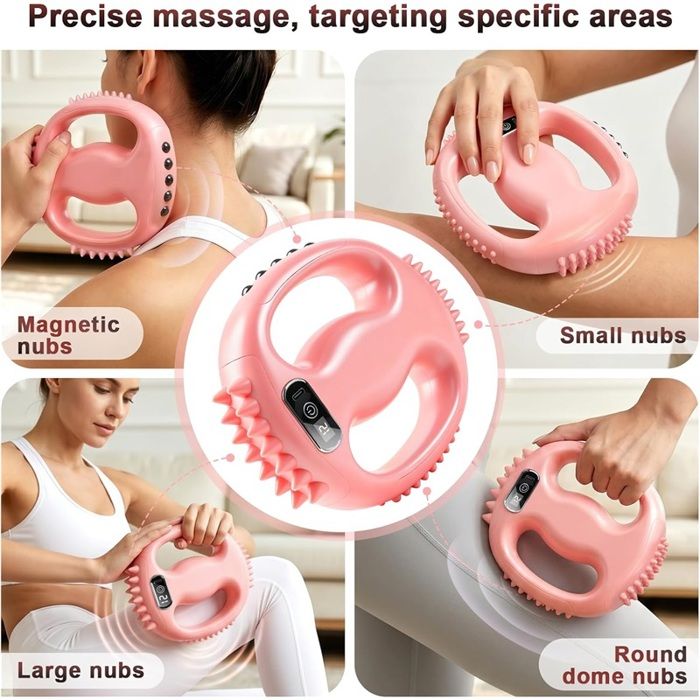 Precise massage, targeting specific areas
Magnetic
nubs
Small nubs
Large nubs
Round
dome nubs